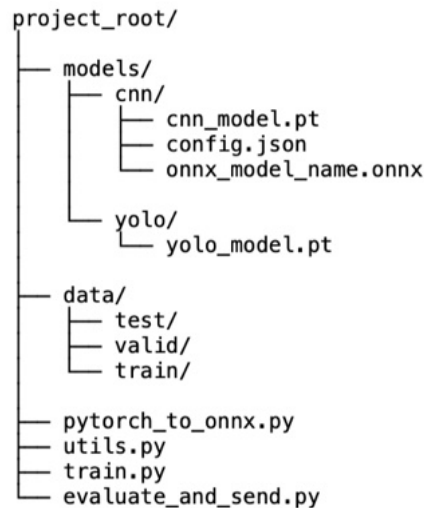 project_root/
models/
cnn/
cnn_model.pt
config.json
onnx_model_name.onnx
yolo/
yolo_model.pt
data/
test/
valid/
train/
pytorch_to_onnx.py
utils.py
train.py
evaluate_and_send.py